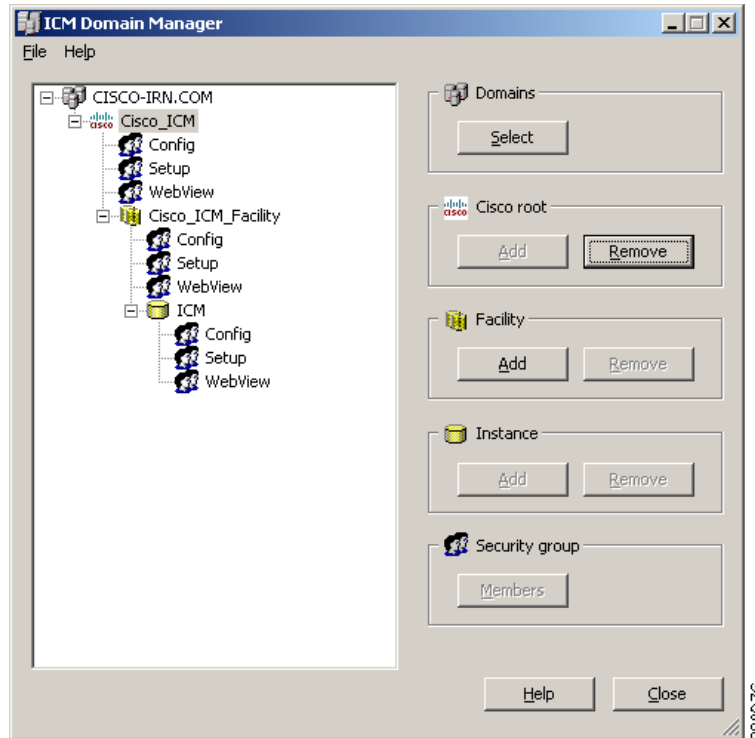 ICM Domain Manager
File Help
CISCO-IRN.COM
Cisco_ICM
Config
Setup
WebView
Cisco_ICM_Facility
Config
Setup
WebView
ICM
Config
Setup
WebView
Domains
Select
Cisco root
Add Remove
Facility
Add Remove
Instance
Add Remove
Security group
Members
Help Close